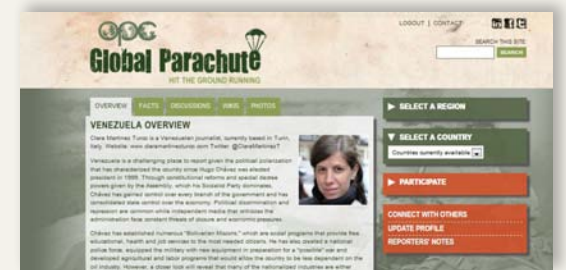 LOGOUT | CONTACT
opc
Global Parachute
HIT THE GROUND RUNNING
SEARCH THIS SITE
SEARCH
OVERVIEW FACTS DISCUSSIONS WIKIS PHOTOS
VENEZUELA OVERVIEW
Clara Martinez Turco is a Venezuelan journalist, currently based in Turin,
Italy. Website: www.claramartinezturco.com Twitter: @ClaraMartinezT
Venezuela is a challenging place to report given the political polarization
that has characterized the country since Hugo Chávez was elected
president in 1999. Through constitutional reforms and special decree
powers given by the Assembly, which his Socialist Party dominates,
Chávez has gained control over every branch of the government and has
consolidated state control over the economy. Political discrimination and
repression are common while independent media that criticizes the
administration face constant threats of closure and economic pressures.
Chávez has established numerous "Bolivarian Missions," which are social programs that provide free
educational, health and job services to the most needed citizens. He has also created a national
police force, equipped the military with new equipment in preparation for a "possible" war and
developed agricultural and labor programs that would allow the country to be less dependent on the
oil industry. However, a closer look will reveal that many of the nationalized industries are either
SELECT A REGION
SELECT A COUNTRY
Countries currently available
PARTICIPATE
CONNECT WITH OTHERS
UPDATE PROFILE
REPORTERS' NOTES